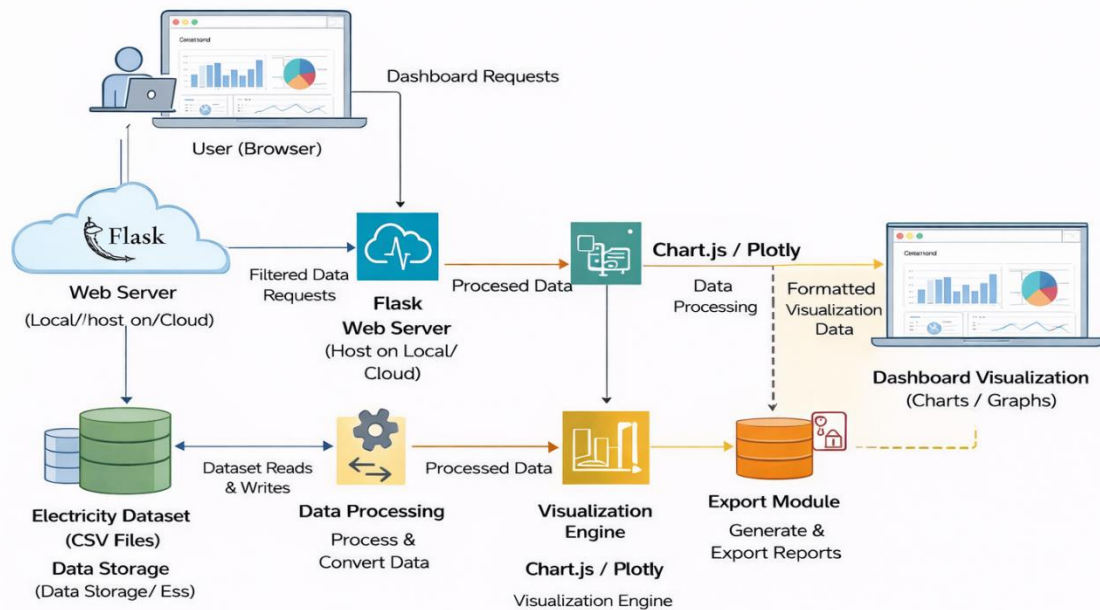 Dashboard Requests
User (Browser)
Flask
Web Server
(Local//host on/Cloud)
Filtered Data
Requests
Flask
Web Server
(Host on Local/
Cloud)
Procesed Data
Chart.js / Plotly
Data
Processing
Formatted
Visualization
Data
Dashboard Visualization
(Charts / Graphs)
Electricity Dataset
(CSV Files)
Data Storage
(Data Storage/ Ess)
Dataset Reads
& Writes
Data Processing
Process &
Convert Data
Processed Data
Visualization
Engine
Chart.js / Plotly
Visualization Engine
Export Module
Generate &
Export Reports